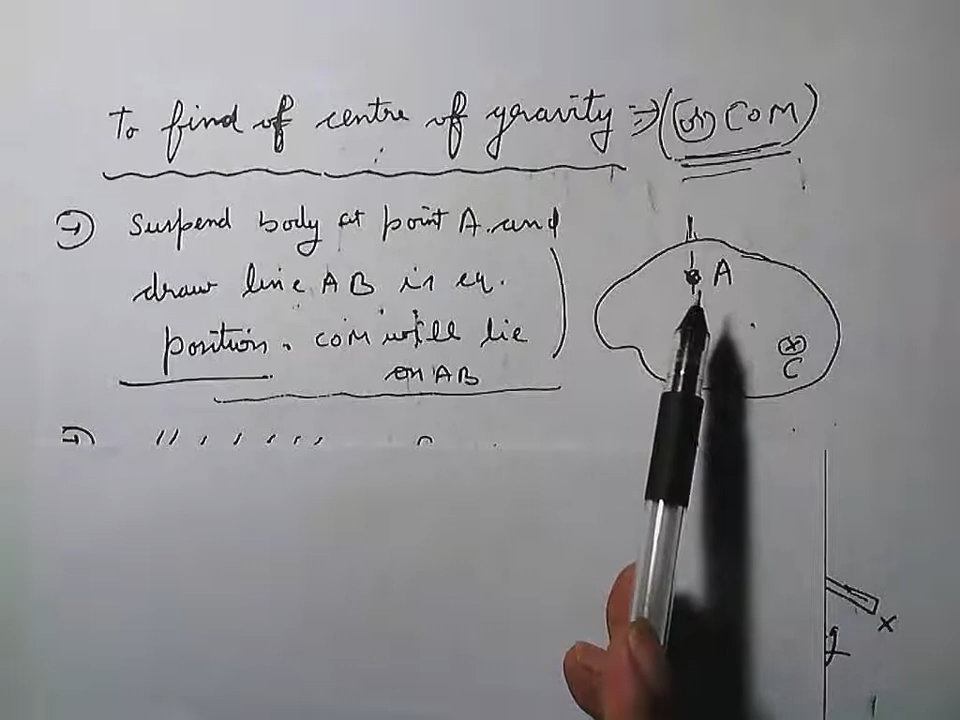 To find of centre of gravity ⇒ (or) COM)
→ Suspend body at point A. and
draw line AB in eq.
position. COM will lie
on AB
A
C
x